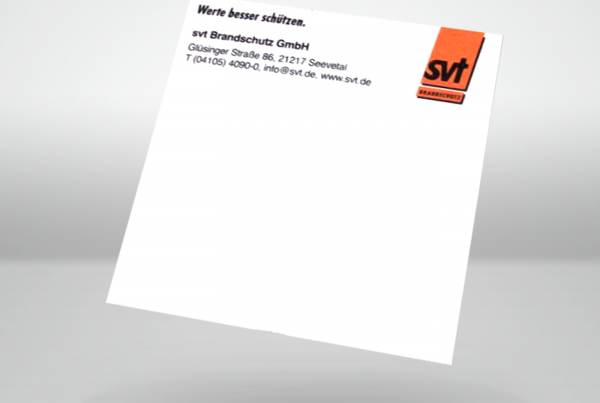 Werte besser schützen.
svt Brandschutz GmbH
Glüsinger Straße 86, 21217 Seevetal
T (04105) 4090-0, info@svt.de, www.svt.de
svt
BRANDSCHUTZ